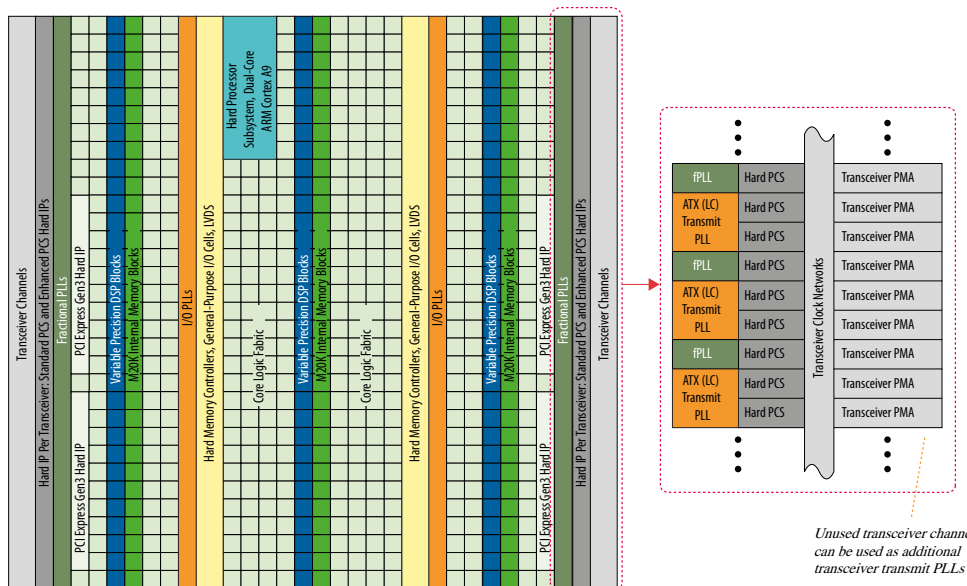 Transceiver Channels
Hard IP Per Transceiver: Standard PCS and Enhanced PCS Hard IPs
Fractional PLLs
PCI Express Gen3 Hard IP
PCI Express Gen3 Hard IP
Variable Precision DSP Blocks
M20K Internal Memory Blocks
I/O PLLs
Hard Memory Controllers, General-Purpose I/O Cells, LVDS
Hard Processor
Subsystem, Dual-Core
ARM Cortex A9
Core Logic Fabric
Variable Precision DSP Blocks
M20K Internal Memory Blocks
Core Logic Fabric
Hard Memory Controllers, General-Purpose I/O Cells, LVDS
I/O PLLs
Variable Precision DSP Blocks
M20K Internal Memory Blocks
PCI Express Gen3 Hard IP
PCI Express Gen3 Hard IP
Fractional PLLs
Hard IP Per Transceiver: Standard PCS and Enhanced PCS Hard IPs
Transceiver Channels
fPLL
ATX (LC)
Transmit
PLL
fPLL
ATX (LC)
Transmit
PLL
fPLL
ATX (LC)
Transmit
PLL
Hard PCS
Hard PCS
Hard PCS
Hard PCS
Hard PCS
Hard PCS
Hard PCS
Hard PCS
Hard PCS
Transceiver Clock Networks
Transceiver PMA
Transceiver PMA
Transceiver PMA
Transceiver PMA
Transceiver PMA
Transceiver PMA
Transceiver PMA
Transceiver PMA
Transceiver PMA
Unused transceiver
can be used as additional
transceiver transmit PLLs